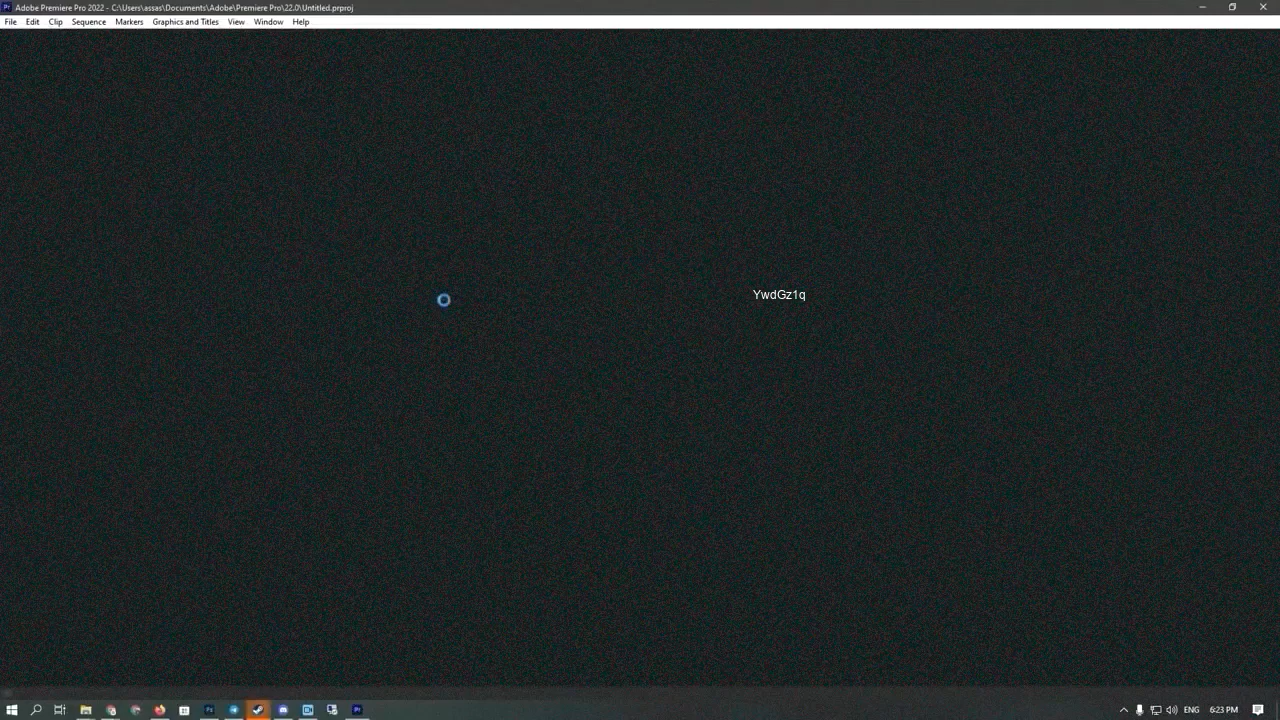 Adobe Premiere Pro 2022 - C:\Users\assas\Documents\Adobe\Premiere Pro\22.0\Untitled.prproj
File Edit Clip Sequence Markers Graphics and Titles View Window Help
YwdGz1q
ENG 6:23 PM